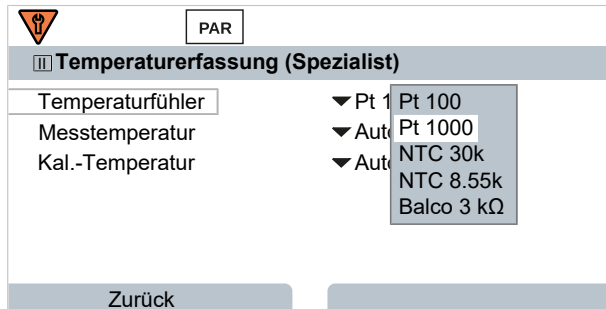 PAR
II Temperaturerfassung (Spezialist)
Temperaturfühler Pt 1 Pt 100
Messtemperatur Auto Pt 1000
Kal.-Temperatur Auto NTC 30k
NTC 8.55k
Balco 3 kΩ
Zurück